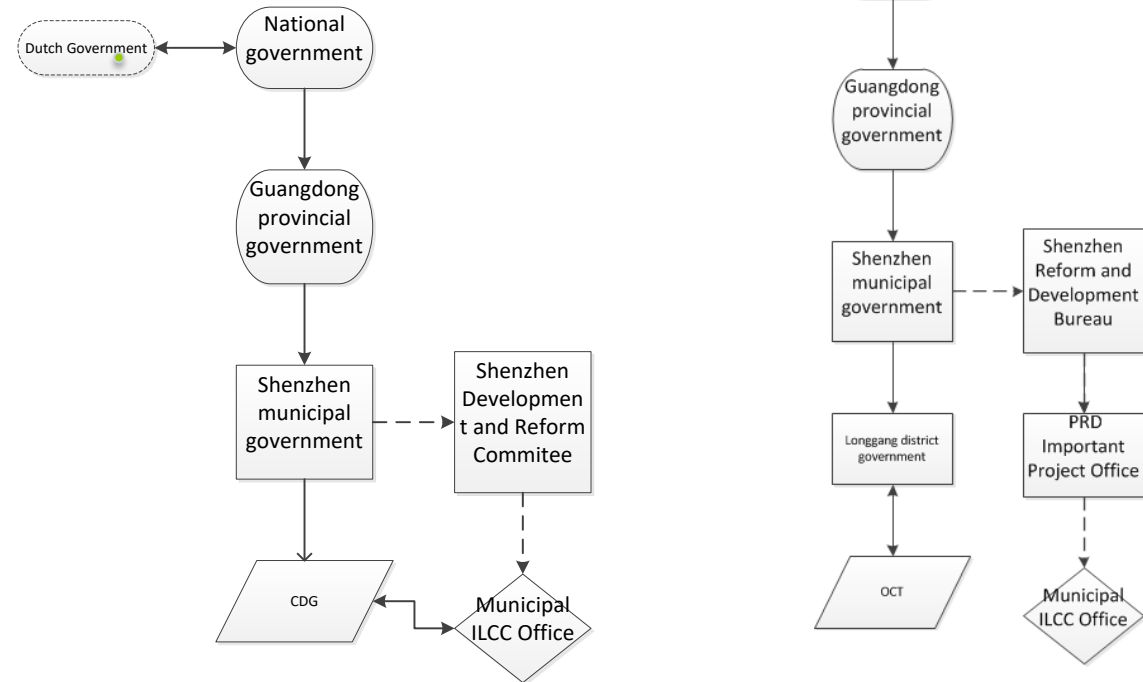 Dutch Government
National
government
Guangdong
provincial
government
Shenzhen
municipal
government
Shenzhen
Developmen
t and Reform
Commitee
CDG
Municipal
ILCC Office
Guangdong
provincial
government
Shenzhen
municipal
government
Shenzhen
Reform and
Development
Bureau
Longgang district
government
PRD
Important
Project Office
OCT
Municipal
ILCC Office